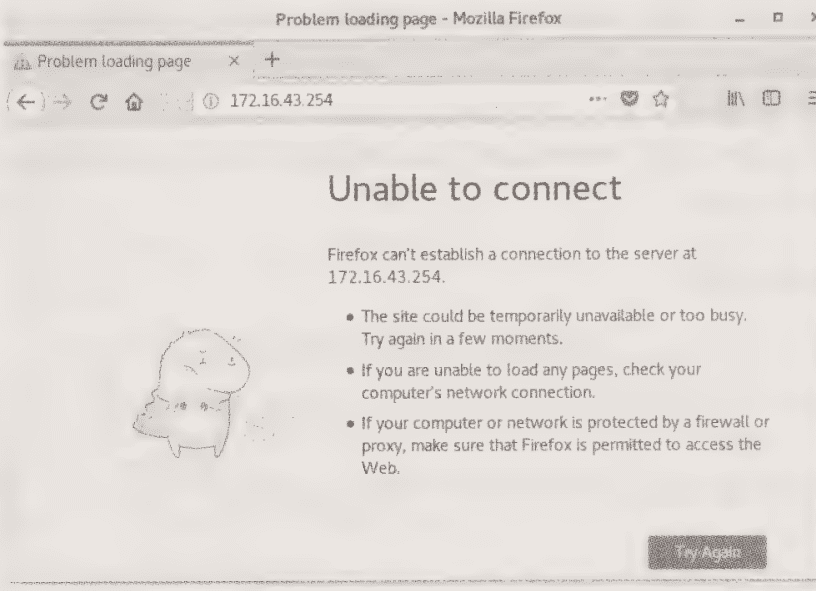 Problem loading page - Mozilla Firefox
Problem loading page
172.16.43.254
Unable to connect
Firefox can't establish a connection to the server at
172.16.43.254.
• The site could be temporarily unavailable or too busy.
Try again in a few moments.
• If you are unable to load any pages, check your
computer's network connection.
• If your computer or network is protected by a firewall or
proxy, make sure that Firefox is permitted to access the
Web.
Try Again